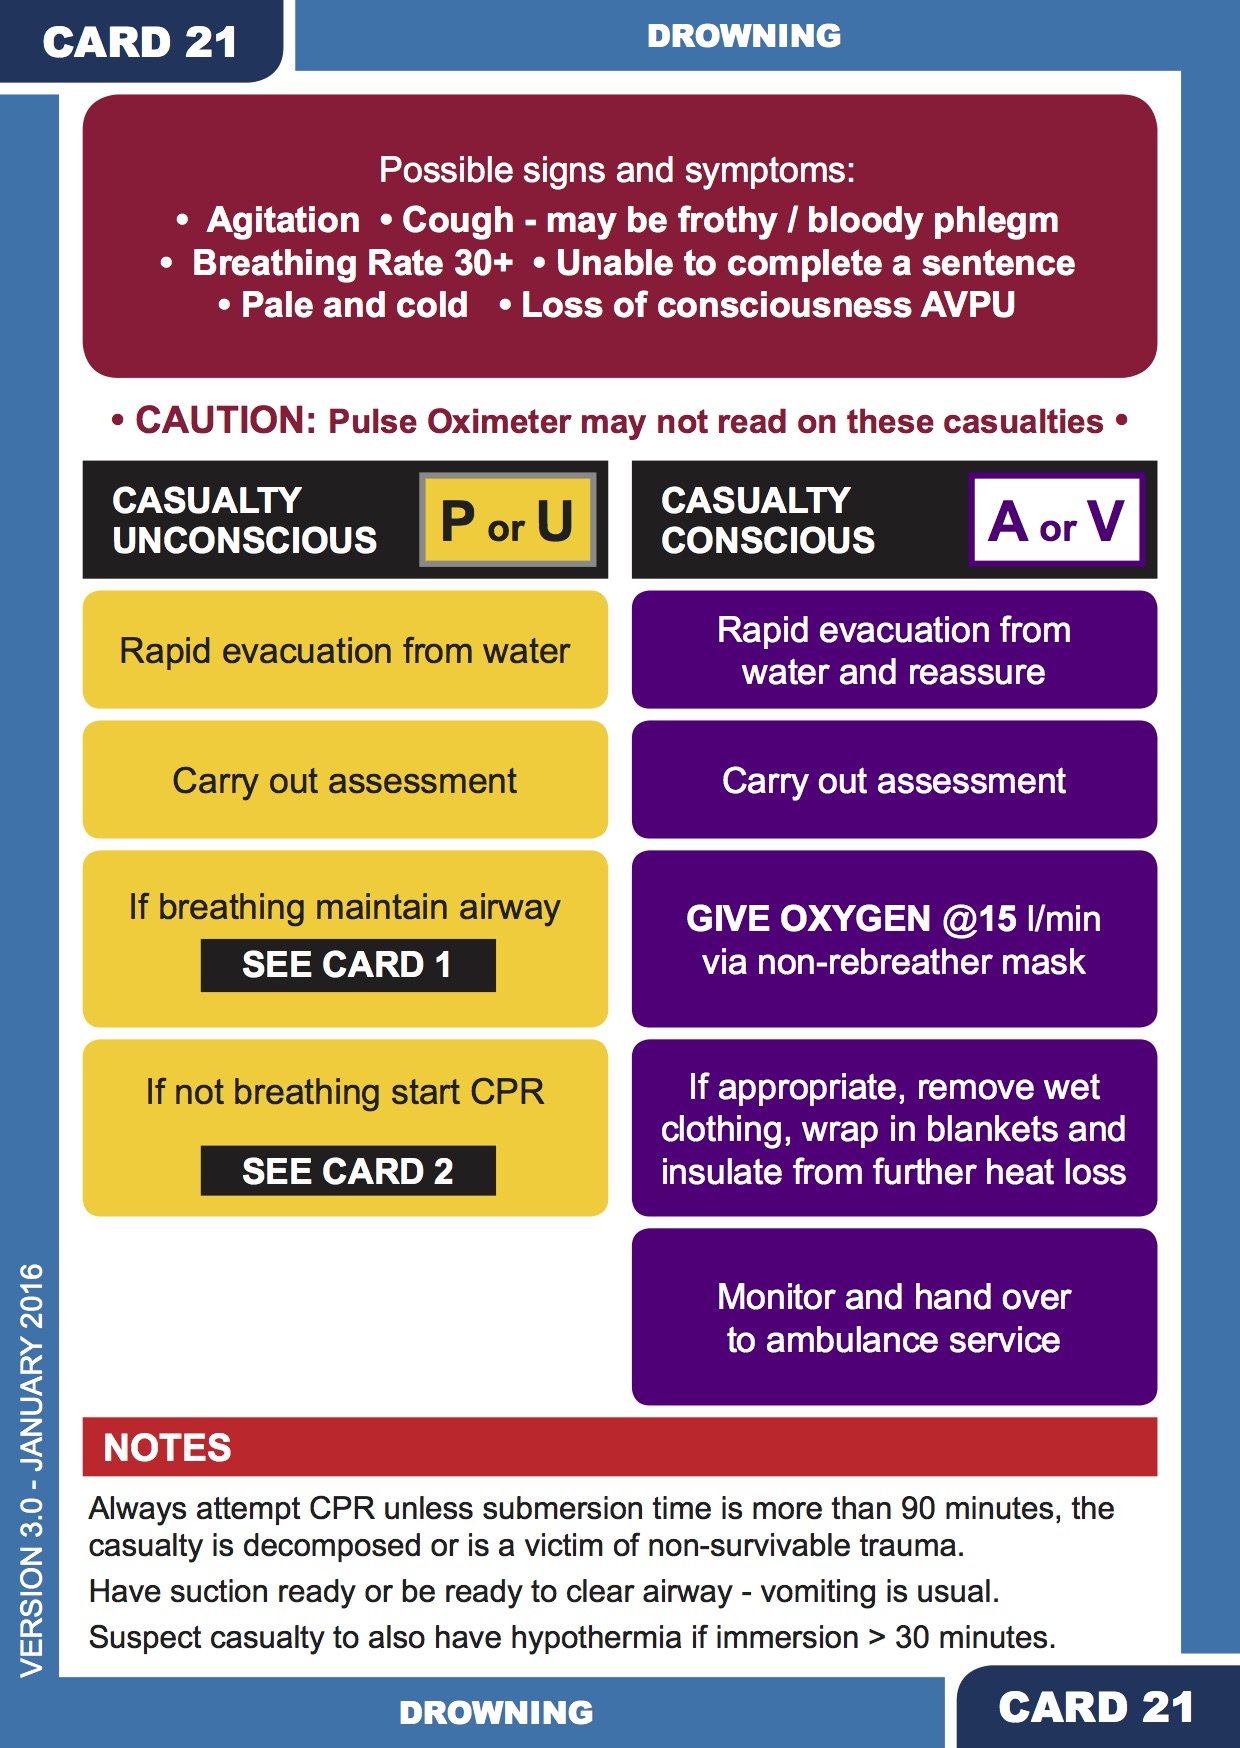 CARD 21
DROWNING
Possible signs and symptoms:
• Agitation • Cough - may be frothy / bloody phlegm
• Breathing Rate 30+ • Unable to complete a sentence
• Pale and cold • Loss of consciousness AVPU
• CAUTION: Pulse Oximeter may not read on these casualties •
CASUALTY
UNCONSCIOUS
P or U
Rapid evacuation from water
Carry out assessment
If breathing maintain airway
SEE CARD 1
If not breathing start CPR
SEE CARD 2
CASUALTY
CONSCIOUS
A or V
Rapid evacuation from
water and reassure
Carry out assessment
GIVE OXYGEN @15 l/min
via non-rebreather mask
If appropriate, remove wet
clothing, wrap in blankets and
insulate from further heat loss
Monitor and hand over
to ambulance service
NOTES
Always attempt CPR unless submersion time is more than 90 minutes, the
casualty is decomposed or is a victim of non-survivable trauma.
Have suction ready or be ready to clear airway - vomiting is usual.
Suspect casualty to also have hypothermia if immersion > 30 minutes.
VERSION 3.0 - JANUARY 2016
DROWNING
CARD 21